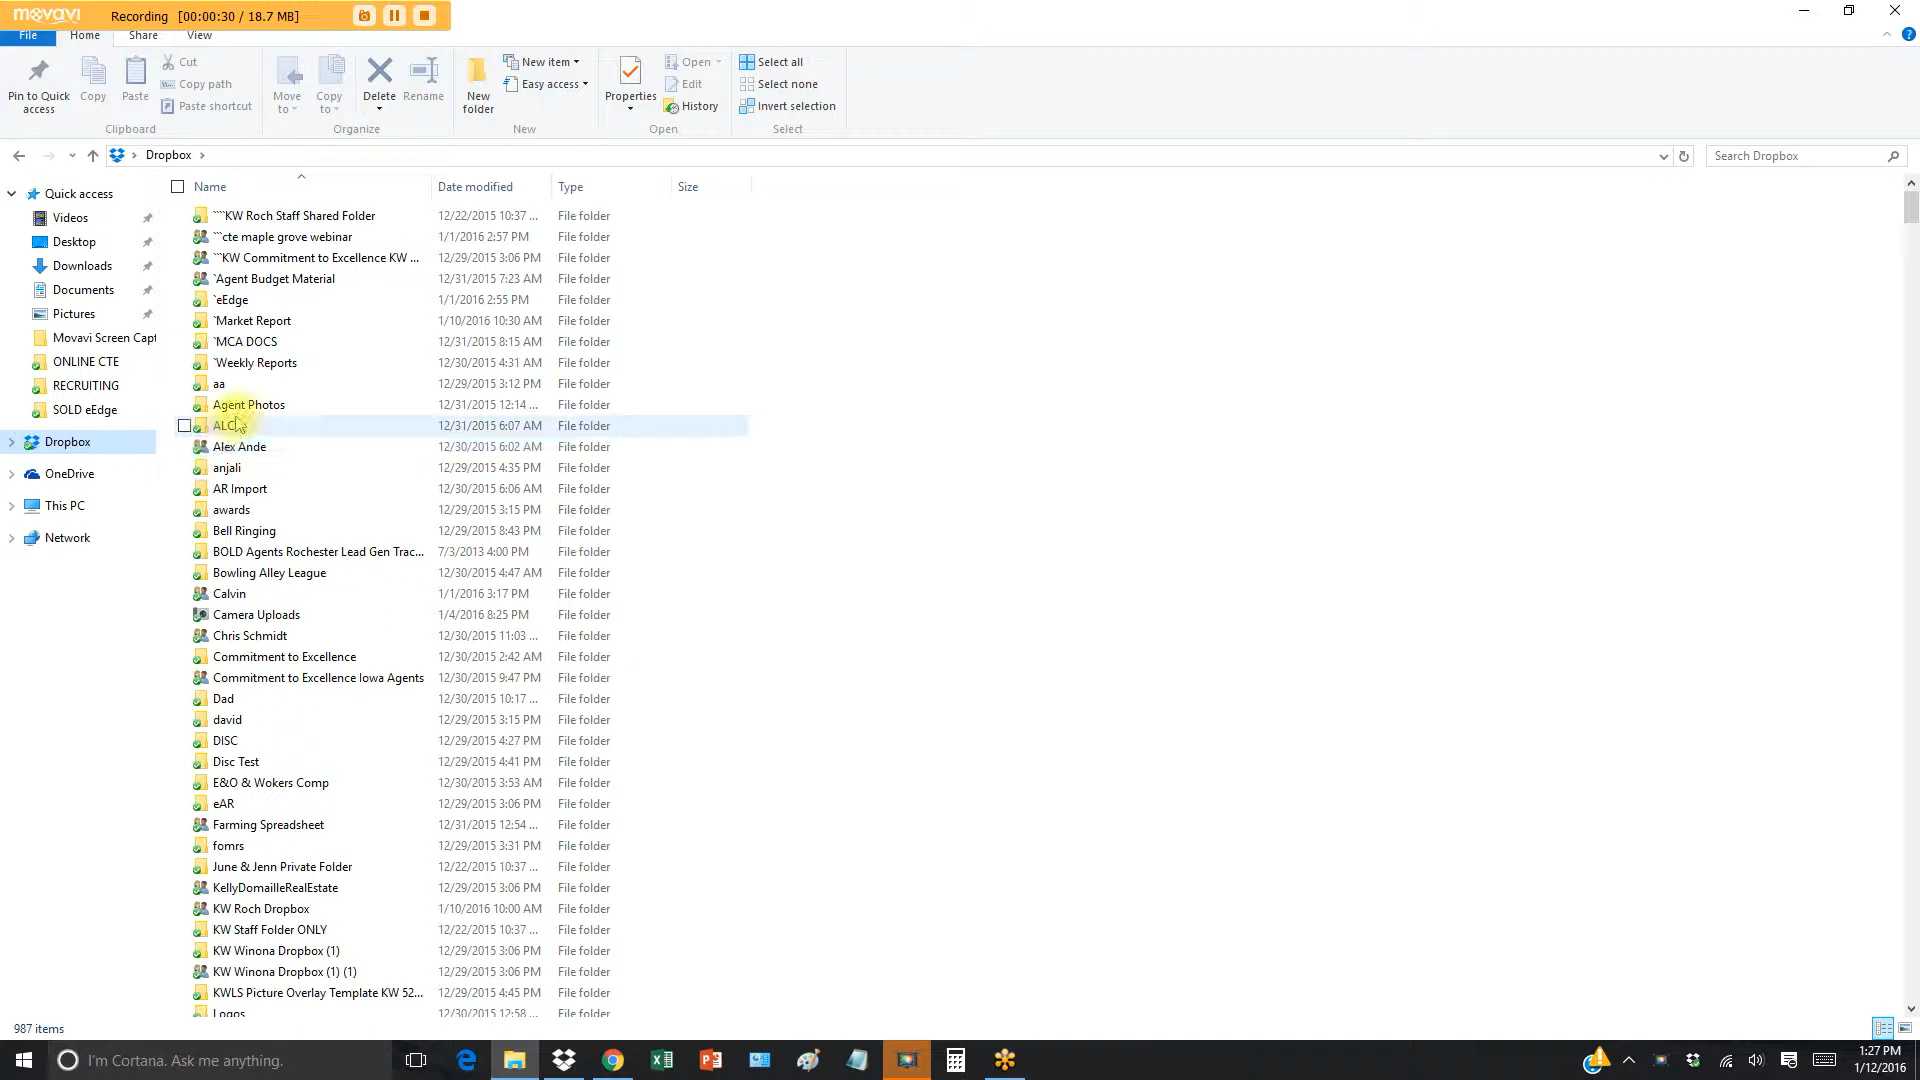 movavi Recording [00:00:30 / 18.7 MB]
File Home Share View
Pin to Quick access
Copy
Paste
Cut
Copy path
Paste shortcut
Move to
Copy to
Delete
Rename
New folder
New item
Easy access
Properties
Open
Edit
History
Select all
Select none
Invert selection
Clipboard Organize New Open Select
Dropbox
Search Dropbox
Quick access
Videos
Desktop
Downloads
Documents
Pictures
Movavi Screen Capt
ONLINE CTE
RECRUITING
SOLD eEdge
Dropbox
OneDrive
This PC
Network
Name Date modified Type Size
````KW Roch Staff Shared Folder 12/22/2015 10:37 ... File folder
```cte maple grove webinar 1/1/2016 2:57 PM File folder
```KW Commitment to Excellence KW ... 12/29/2015 3:06 PM File folder
`Agent Budget Material 12/31/2015 7:23 AM File folder
`eEdge 1/1/2016 2:55 PM File folder
`Market Report 1/10/2016 10:30 AM File folder
`MCA DOCS 12/31/2015 8:15 AM File folder
`Weekly Reports 12/30/2015 4:31 AM File folder
aa 12/29/2015 3:12 PM File folder
Agent Photos 12/31/2015 12:14 ... File folder
ALC 12/31/2015 6:07 AM File folder
Alex Ande 12/30/2015 6:02 AM File folder
anjali 12/29/2015 4:35 PM File folder
AR Import 12/30/2015 6:06 AM File folder
awards 12/29/2015 3:15 PM File folder
Bell Ringing 12/29/2015 8:43 PM File folder
BOLD Agents Rochester Lead Gen Trac... 7/3/2013 4:00 PM File folder
Bowling Alley League 12/30/2015 4:47 AM File folder
Calvin 1/1/2016 3:17 PM File folder
Camera Uploads 1/4/2016 8:25 PM File folder
Chris Schmidt 12/30/2015 11:03 ... File folder
Commitment to Excellence 12/30/2015 2:42 AM File folder
Commitment to Excellence Iowa Agents 12/30/2015 9:47 PM File folder
Dad 12/30/2015 10:17 ... File folder
david 12/29/2015 3:15 PM File folder
DISC 12/29/2015 4:27 PM File folder
Disc Test 12/29/2015 4:41 PM File folder
E&O & Wokers Comp 12/30/2015 3:53 AM File folder
eAR 12/29/2015 3:06 PM File folder
Farming Spreadsheet 12/31/2015 12:54 ... File folder
fomrs 12/29/2015 3:31 PM File folder
June & Jenn Private Folder 12/22/2015 10:37 ... File folder
KellyDomailleRealEstate 12/29/2015 3:06 PM File folder
KW Roch Dropbox 1/10/2016 10:00 AM File folder
KW Staff Folder ONLY 12/22/2015 10:37 ... File folder
KW Winona Dropbox (1) 12/29/2015 3:06 PM File folder
KW Winona Dropbox (1) (1) 12/29/2015 3:06 PM File folder
KWLS Picture Overlay Template KW 52... 12/29/2015 4:45 PM File folder
Logos 12/30/2015 12:58 ... File folder
987 items
I'm Cortana. Ask me anything.
1:27 PM
1/12/2016